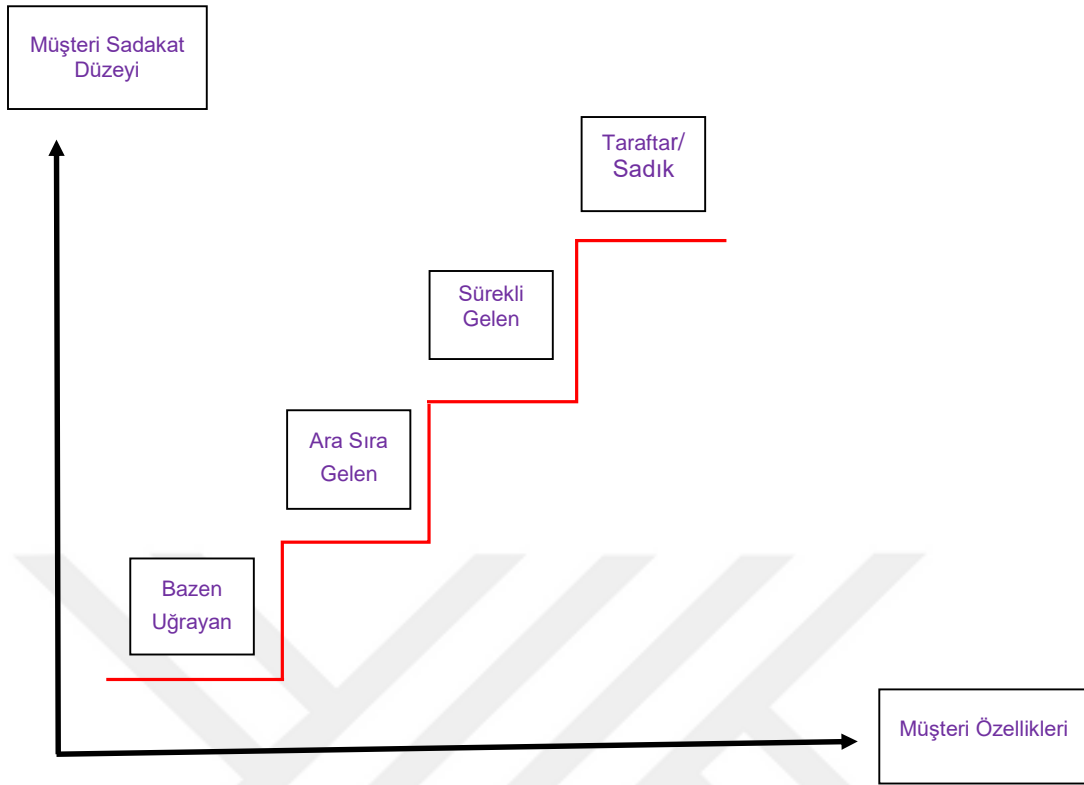 Müşteri Sadakat
Düzeyi
Taraftar/
Sadık
Sürekli
Gelen
Ara Sıra
Gelen
Bazen
Uğrayan
Müşteri Özellikleri